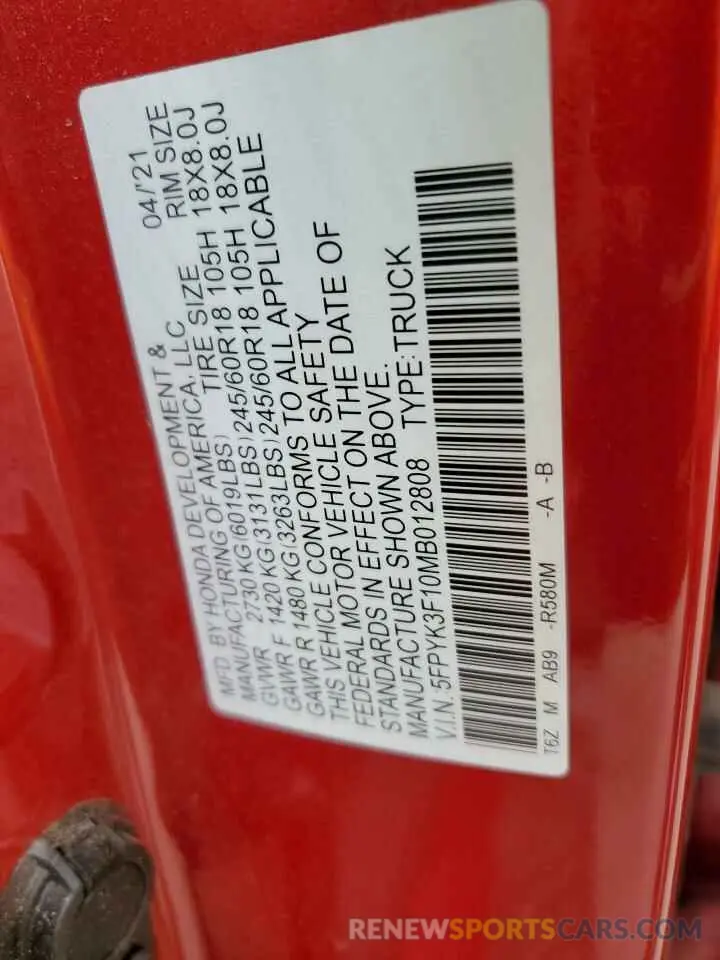 MFD. BY HONDA DEVELOPMENT & 04/'21
MANUFACTURING OF AMERICA, LLC
TIRE SIZE RIM SIZE
GVWR 2730 KG(6019LBS)
GAWR F 1420 KG(3131LBS)245/60R18 105H 18X8.0J
GAWR R 1480 KG(3263LBS)245/60R18 105H 18X8.0J
THIS VEHICLE CONFORMS TO ALL APPLICABLE
FEDERAL MOTOR VEHICLE SAFETY
STANDARDS IN EFFECT ON THE DATE OF
MANUFACTURE SHOWN ABOVE.
V.I.N.:5FPYK3F10MB012808 TYPE:TRUCK
T6Z M AB9 -R580M -A -B
RENEWSPORTSCARS.COM